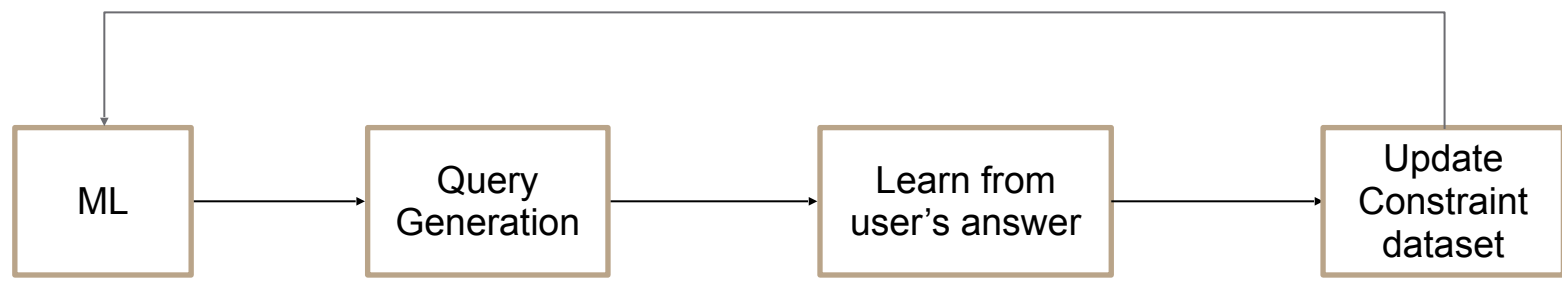 ML
Query
Generation
Learn from
user’s answer
Update
Constraint
dataset